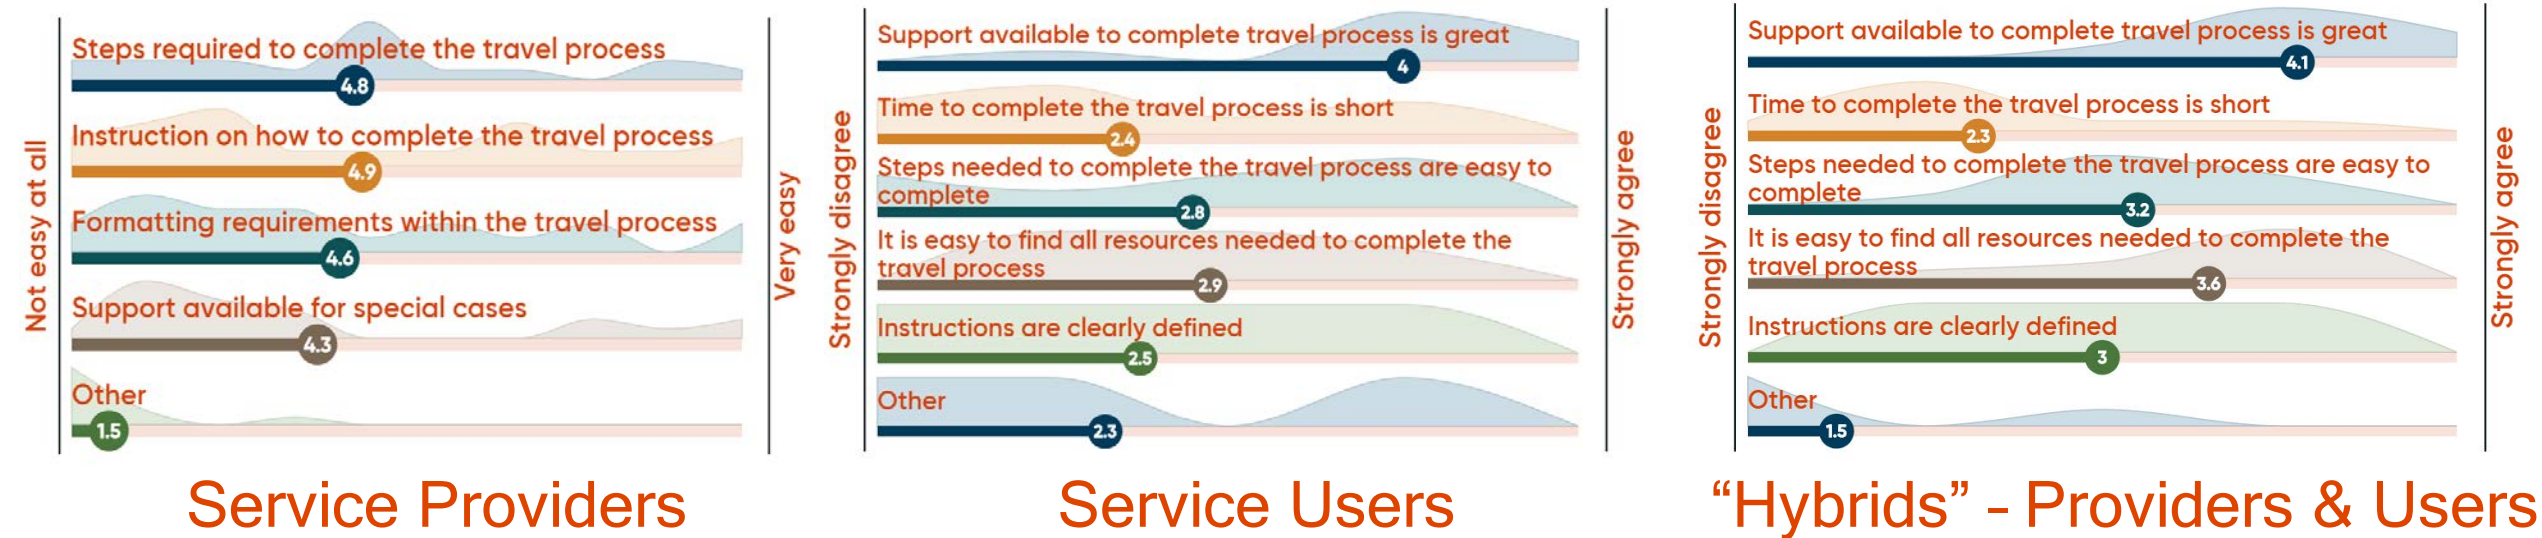 Not easy at all
Steps required to complete the travel process
4.8
Instruction on how to complete the travel process
4.9
Formatting requirements within the travel process
4.6
Support available for special cases
4.3
Other
1.5
Very easy
Service Providers
Strongly disagree
Support available to complete travel process is great
4
Time to complete the travel process is short
2.4
Steps needed to complete the travel process are easy to
complete
2.8
It is easy to find all resources needed to complete the
travel process
2.9
Instructions are clearly defined
2.5
Other
2.3
Strongly agree
Service Users
Strongly disagree
Support available to complete travel process is great
4.1
Time to complete the travel process is short
2.3
Steps needed to complete the travel process are easy to
complete
3.2
It is easy to find all resources needed to complete the
travel process
3.6
Instructions are clearly defined
3
Other
1.5
Strongly agree
“Hybrids” - Providers & Users